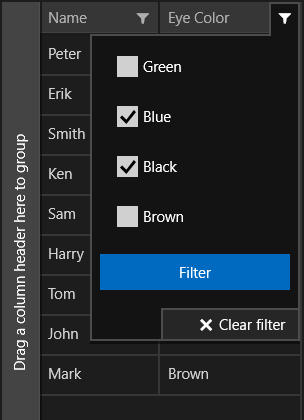 Drag a column header here to group
Name
Eye Color
Peter
Erik
Smith
Ken
Sam
Harry
Tom
John
Mark
Brown
Green
Blue
Black
Brown
Filter
Clear filter